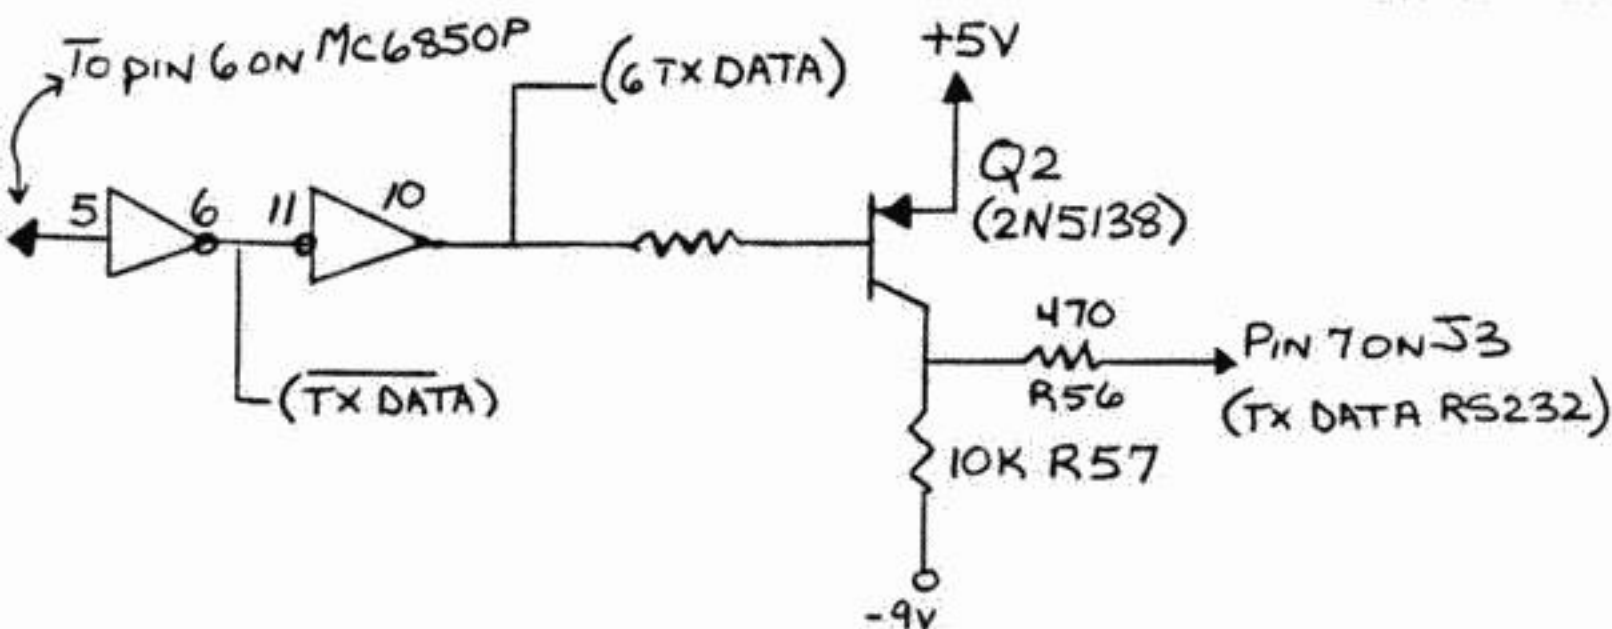 To PIN 6 ON MC6850P
(6 TX DATA)
+5V
Q2
(2N5138)
5
6
11
10
(TX DATA)
470
R56
PIN 7 ON J3
(TX DATA RS232)
10K R57
-9V